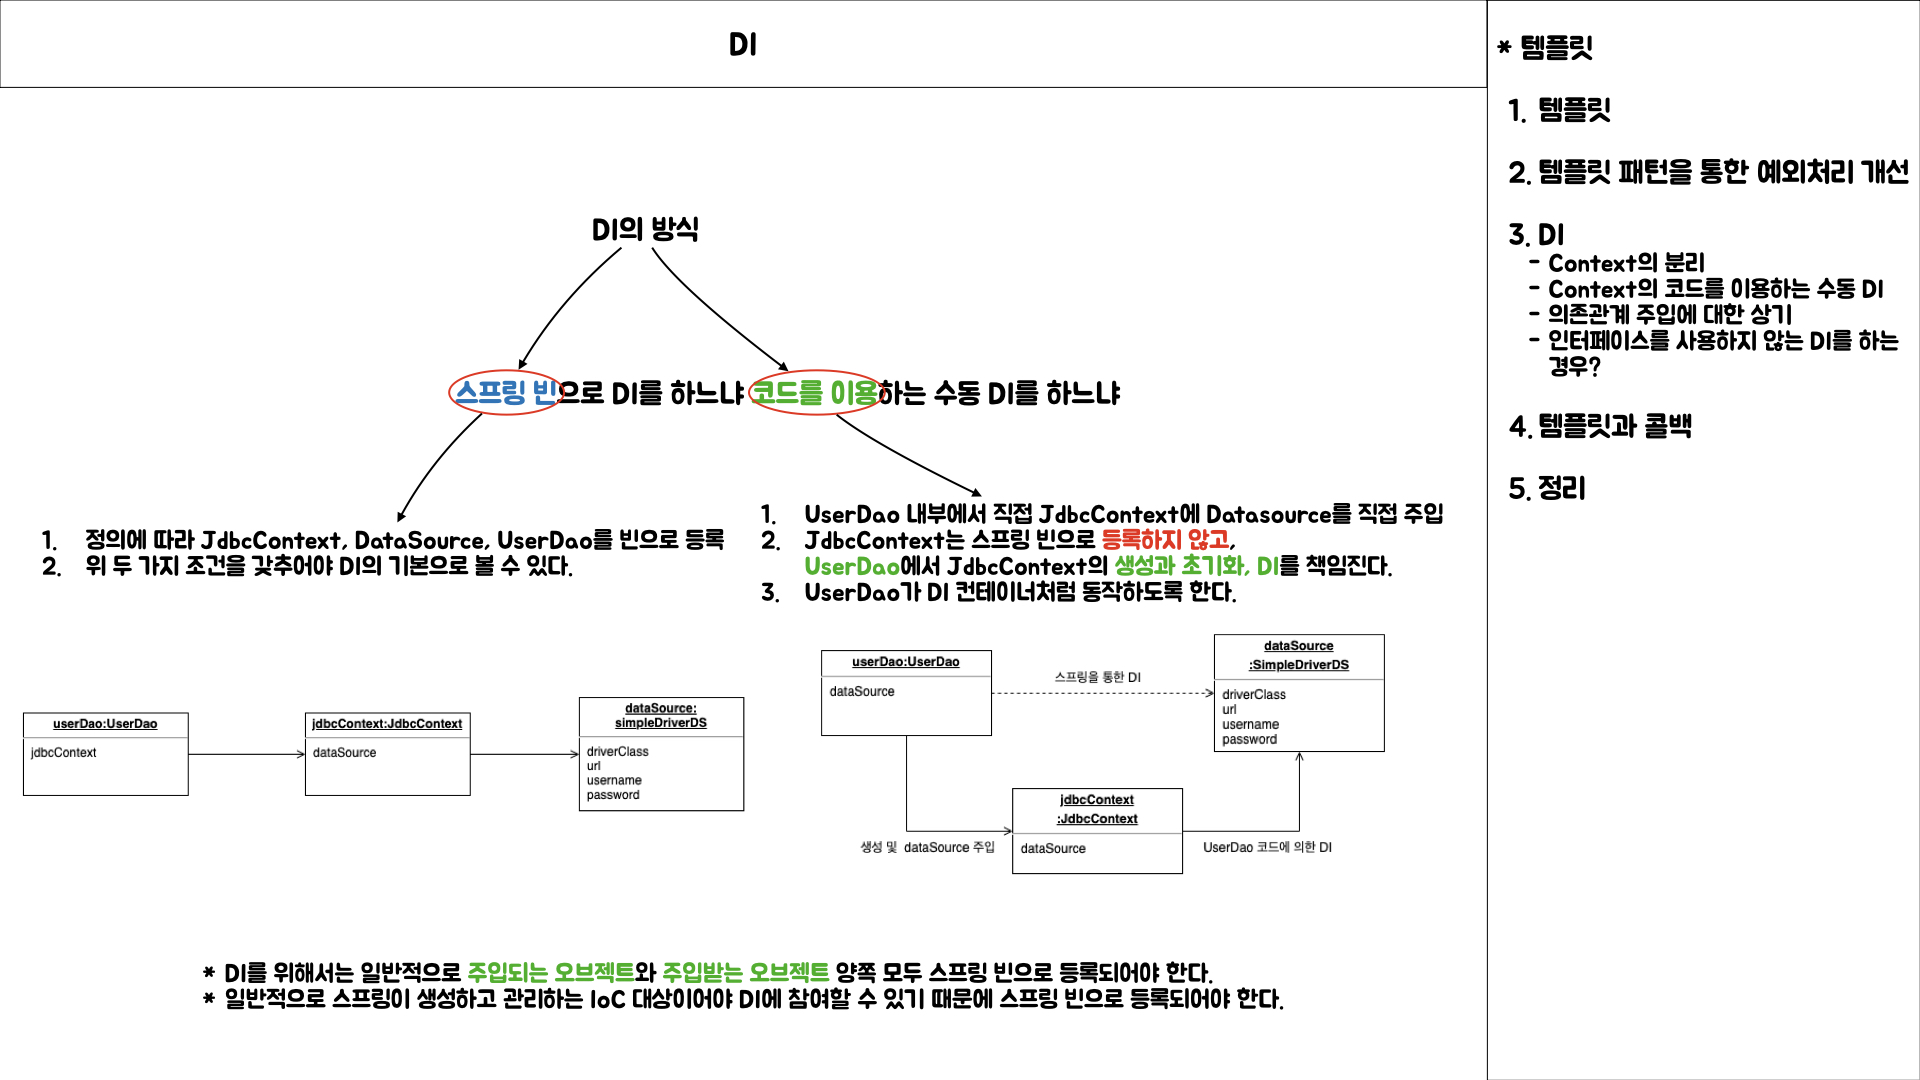 DI
DI의 방식
스프링 빈으로 DI를 하느냐 코드를 이용하는 수동 DI를 하느냐
1. 정의에 따라 JdbcContext, DataSource, UserDao를 빈으로 등록
2. 위 두 가지 조건을 갖추어야 DI의 기본으로 볼 수 있다.
1. UserDao 내부에서 직접 JdbcContext에 Datasource를 직접 주입
2. JdbcContext는 스프링 빈으로 등록하지 않고,
UserDao에서 JdbcContext의 생성과 초기화, DI를 책임진다.
3. UserDao가 DI 컨테이너처럼 동작하도록 한다.
userDao:UserDao
jdbcContext
jdbcContext:JdbcContext
dataSource
dataSource:
simpleDriverDS
driverClass
url
username
password
userDao:UserDao
dataSource
스프링을 통한 DI
dataSource
:SimpleDriverDS
driverClass
url
username
password
jdbcContext
:JdbcContext
dataSource
생성 및 dataSource 주입
UserDao 코드에 의한 DI
* DI를 위해서는 일반적으로 주입되는 오브젝트와 주입받는 오브젝트 양쪽 모두 스프링 빈으로 등록되어야 한다.
* 일반적으로 스프링이 생성하고 관리하는 IoC 대상이어야 DI에 참여할 수 있기 때문에 스프링 빈으로 등록되어야 한다.
* 템플릿
1. 템플릿
2. 템플릿 패턴을 통한 예외처리 개선
3. DI
- Context의 분리
- Context의 코드를 이용하는 수동 DI
- 의존관계 주입에 대한 상기
- 인터페이스를 사용하지 않는 DI를 하는
경우?
4. 템플릿과 콜백
5. 정리